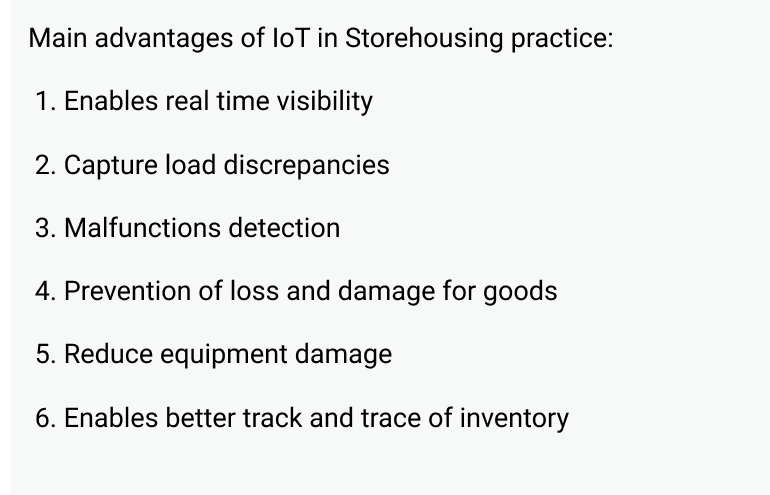 Main advantages of IoT in Storehousing practice:
1. Enables real time visibility
2. Capture load discrepancies
3. Malfunctions detection
4. Prevention of loss and damage for goods
5. Reduce equipment damage
6. Enables better track and trace of inventory